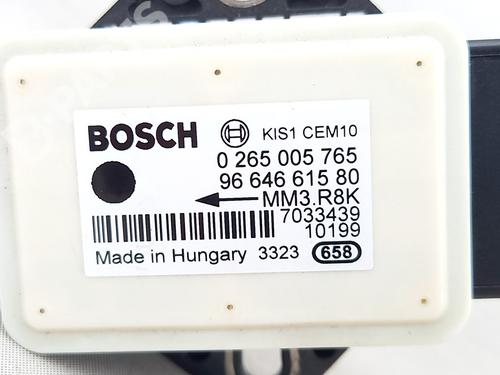 BOSCH KIS1 CEM10
0 265 005 765
96 646 615 80
MM3.R8K
7033439
10199
Made in Hungary 3323 658